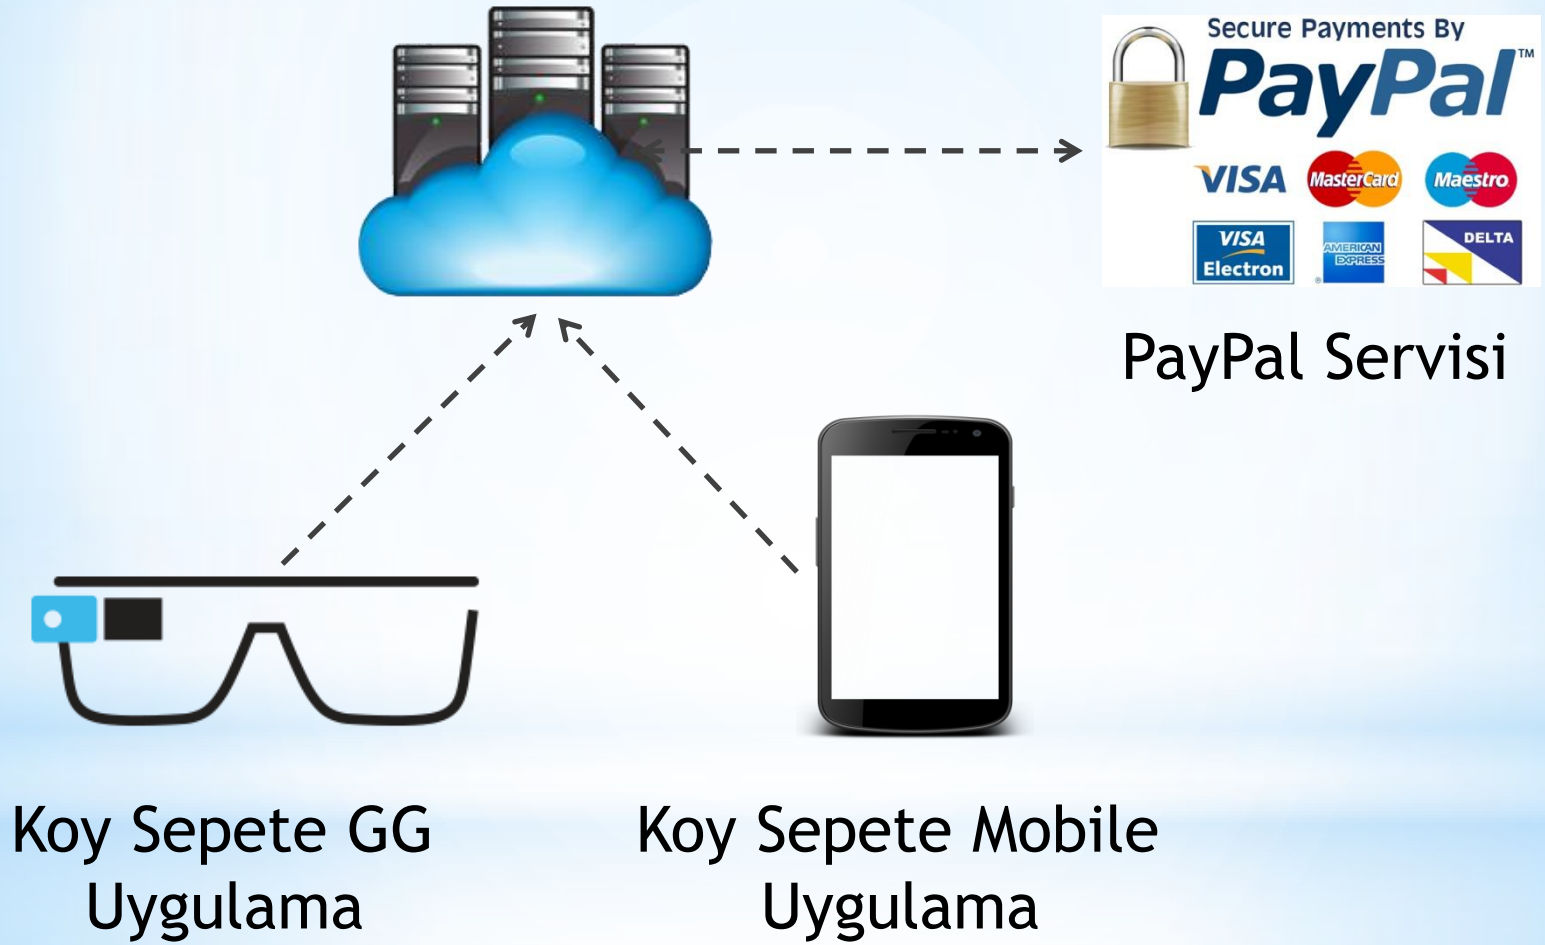 Secure Payments By
PayPal™
VISA MasterCard Maestro
VISA Electron AMERICAN EXPRESS ® DELTA
PayPal Servisi
Koy Sepete GG
Uygulama
Koy Sepete Mobile
Uygulama